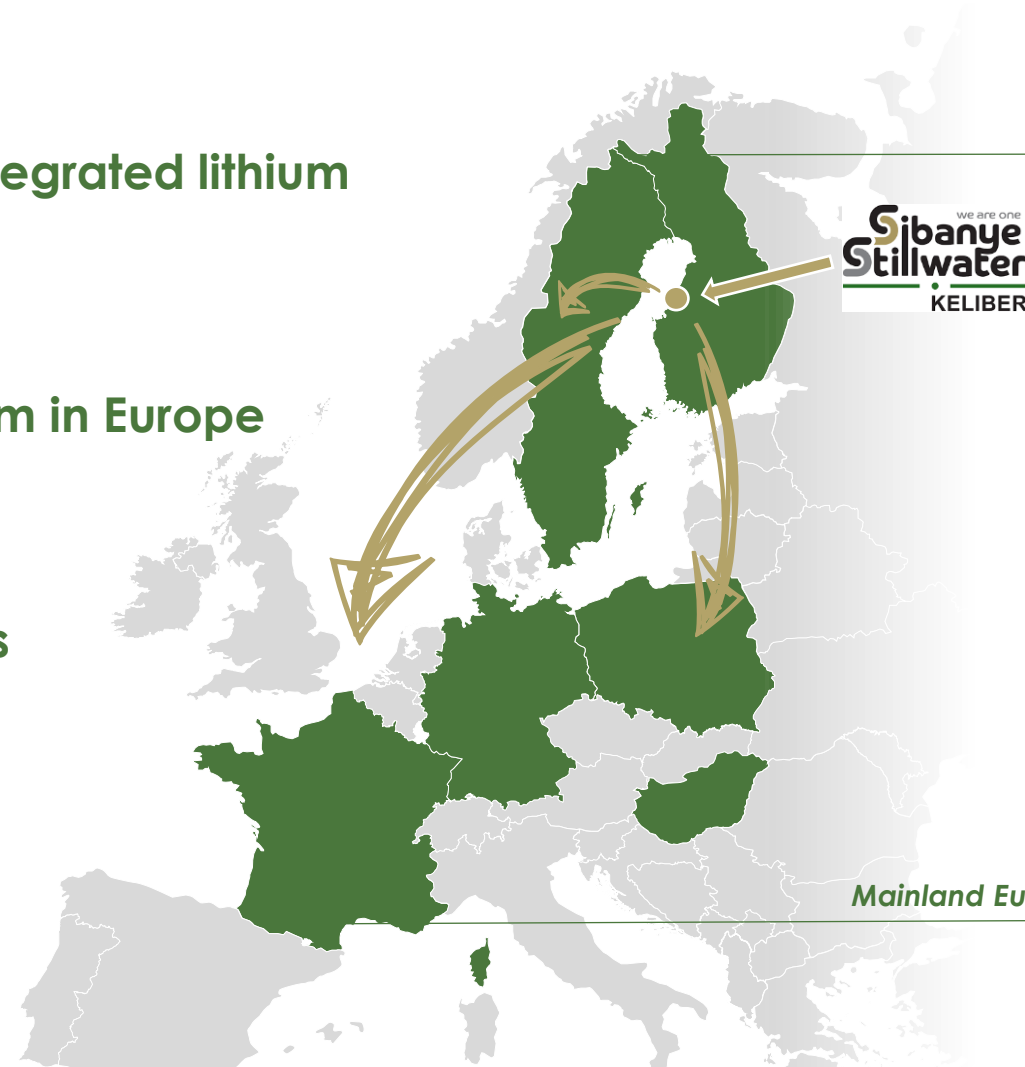 egrated lithium
we are one
Sibanye
Stillwater
KELIBER
m in Europe
s
Mainland Eu